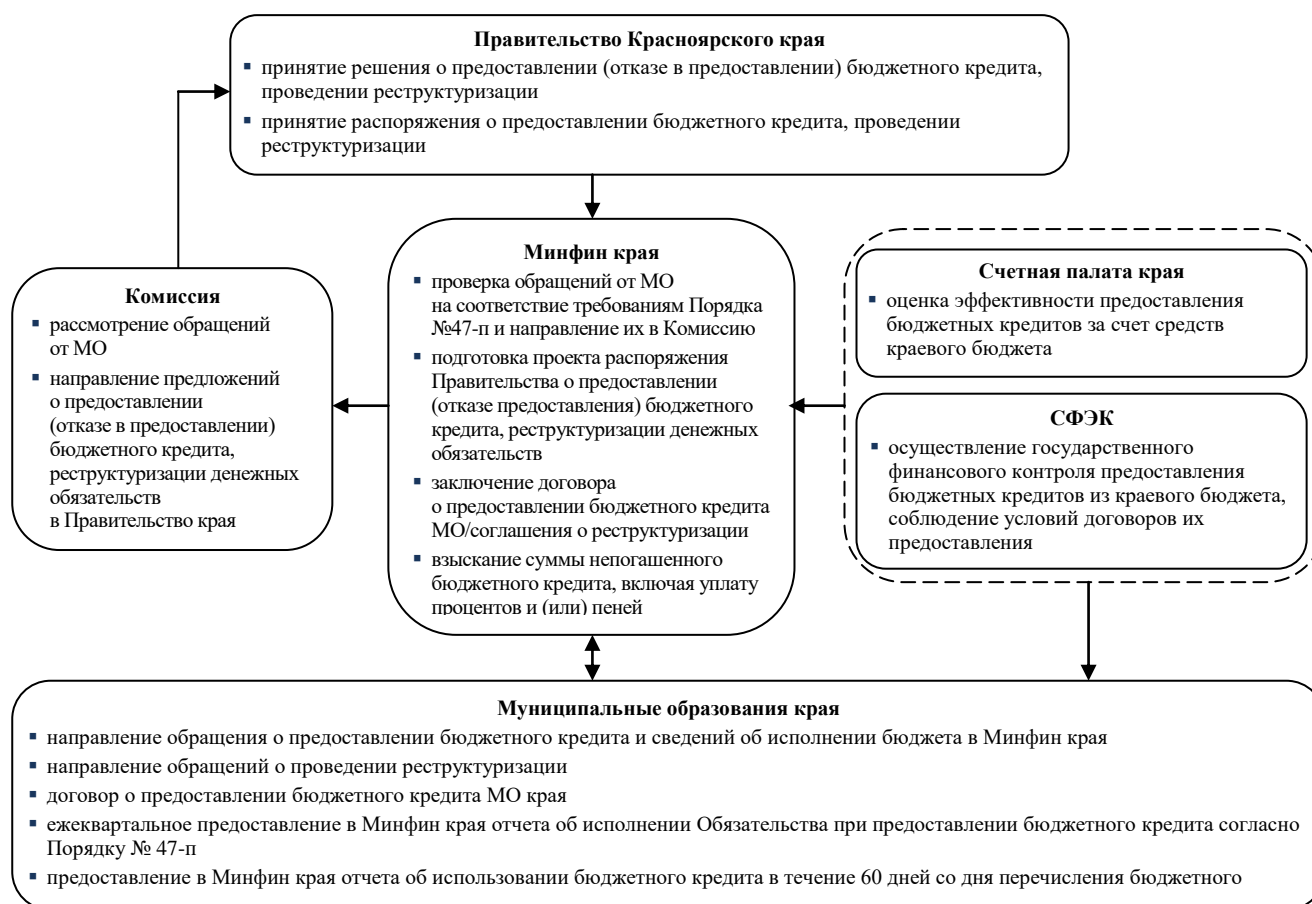 Правительство Красноярского края
▪ принятие решения о предоставлении (отказе в предоставлении) бюджетного кредита,
проведении реструктуризации
▪ принятие распоряжения о предоставлении бюджетного кредита, проведении
реструктуризации
Комиссия
▪ рассмотрение обращений
от МО
▪ направление предложений
о предоставлении
(отказе в предоставлении)
бюджетного кредита,
реструктуризации денежных
обязательств
в Правительство края
Минфин края
▪ проверка обращений от МО
на соответствие требованиям Порядка
№47-п и направление их в Комиссию
▪ подготовка проекта распоряжения
Правительства о предоставлении
(отказе предоставления) бюджетного
кредита, реструктуризации денежных
обязательств
▪ заключение договора
о предоставлении бюджетного кредита
МО/соглашения о реструктуризации
▪ взыскание суммы непогашенного
бюджетного кредита, включая уплату
процентов и (или) пеней
Счетная палата края
▪ оценка эффективности предоставления
бюджетных кредитов за счет средств
краевого бюджета
СФЭК
▪ осуществление государственного
финансового контроля предоставления
бюджетных кредитов из краевого бюджета,
соблюдение условий договоров их
предоставления
Муниципальные образования края
▪ направление обращения о предоставлении бюджетного кредита и сведений об исполнении бюджета в Минфин края
▪ направление обращений о проведении реструктуризации
▪ договор о предоставлении бюджетного кредита МО края
▪ ежеквартальное предоставление в Минфин края отчета об исполнении Обязательства при предоставлении бюджетного кредита согласно
Порядку № 47-п
▪ предоставление в Минфин края отчета об использовании бюджетного кредита в течение 60 дней со дня перечисления бюджетного